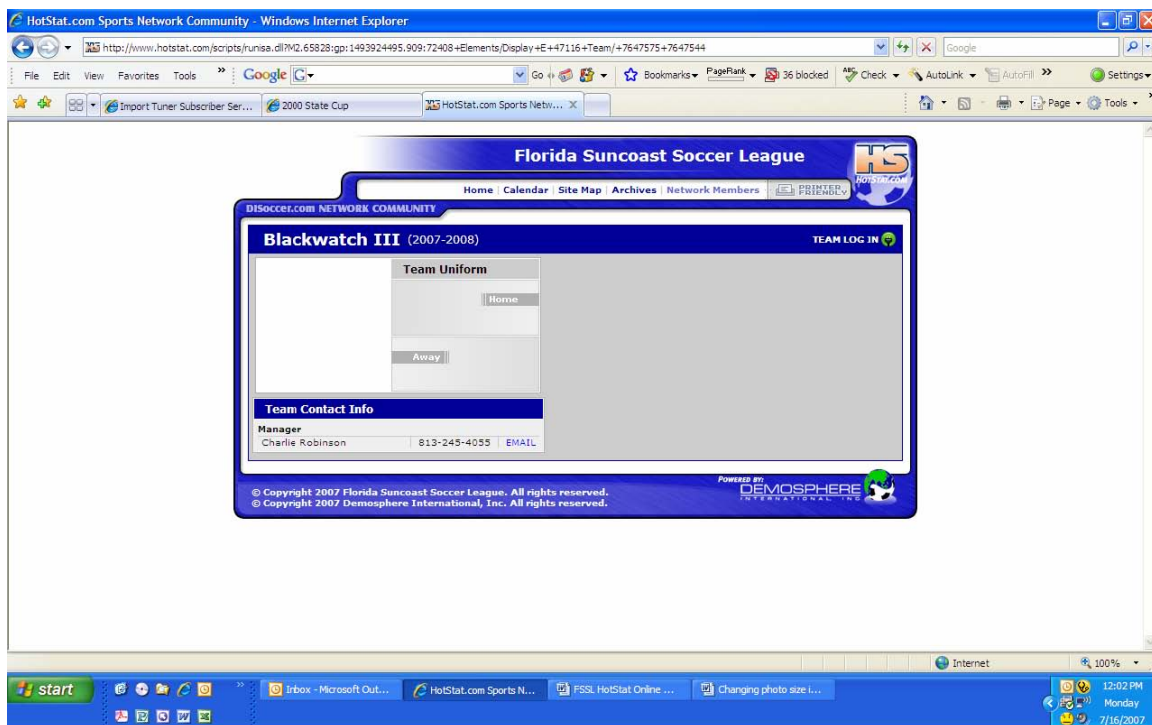 HotStat.com Sports Network Community - Windows Internet Explorer
http://www.hotstat.com/scripts/runisa.dll?M2.65828:gp:1493924495.909:72408+Elements/Display+E+47116+Team/+7647575+7647544
Google
File Edit View Favorites Tools » Google G Go Bookmarks PageRank 36 blocked Check AutoLink AutoFill » Settings
Import Tuner Subscriber Ser... 2000 State Cup HotStat.com Sports Netw... X Page Tools »
Florida Suncoast Soccer League
HS
HOTSTAT.COM
Home | Calendar | Site Map | Archives | Network Members PRINTER FRIENDLY
DISoccer.com NETWORK COMMUNITY
Blackwatch III (2007-2008) TEAM LOG IN
Team Uniform
Home
Away
Team Contact Info
Manager
Charlie Robinson 813-245-4055 EMAIL
POWERED BY:
DEMOSPHERE
INTERNATIONAL, INC.
© Copyright 2007 Florida Suncoast Soccer League. All rights reserved.
© Copyright 2007 Demosphere International, Inc. All rights reserved.
Internet 100%
start » Inbox - Microsoft Out... HotStat.com Sports N... FSSL HotStat Online ... Changing photo size i... 12:02 PM
Monday
7/16/2007